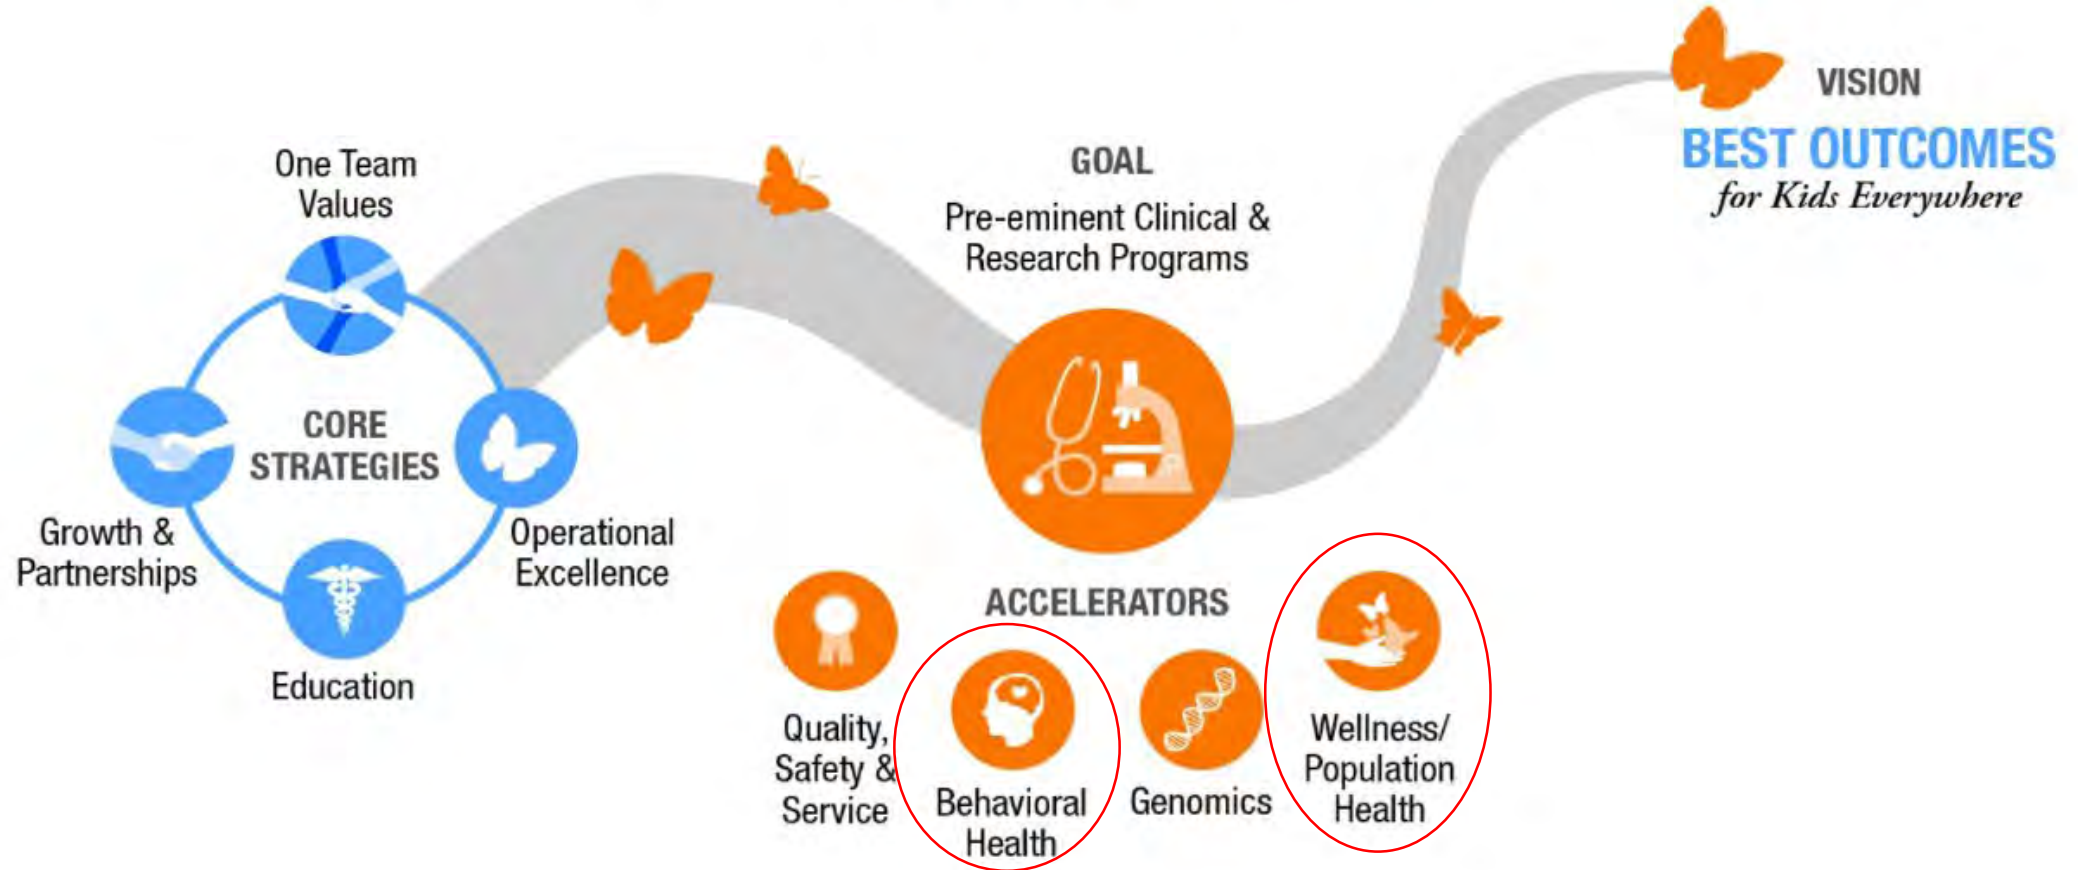 One Team
Values
CORE
STRATEGIES
Growth &
Partnerships
Operational
Excellence
Education
GOAL
Pre-eminent Clinical &
Research Programs
ACCELERATORS
Quality,
Safety &
Service
Behavioral
Health
Genomics
Wellness/
Population
Health
VISION
BEST OUTCOMES
for Kids Everywhere